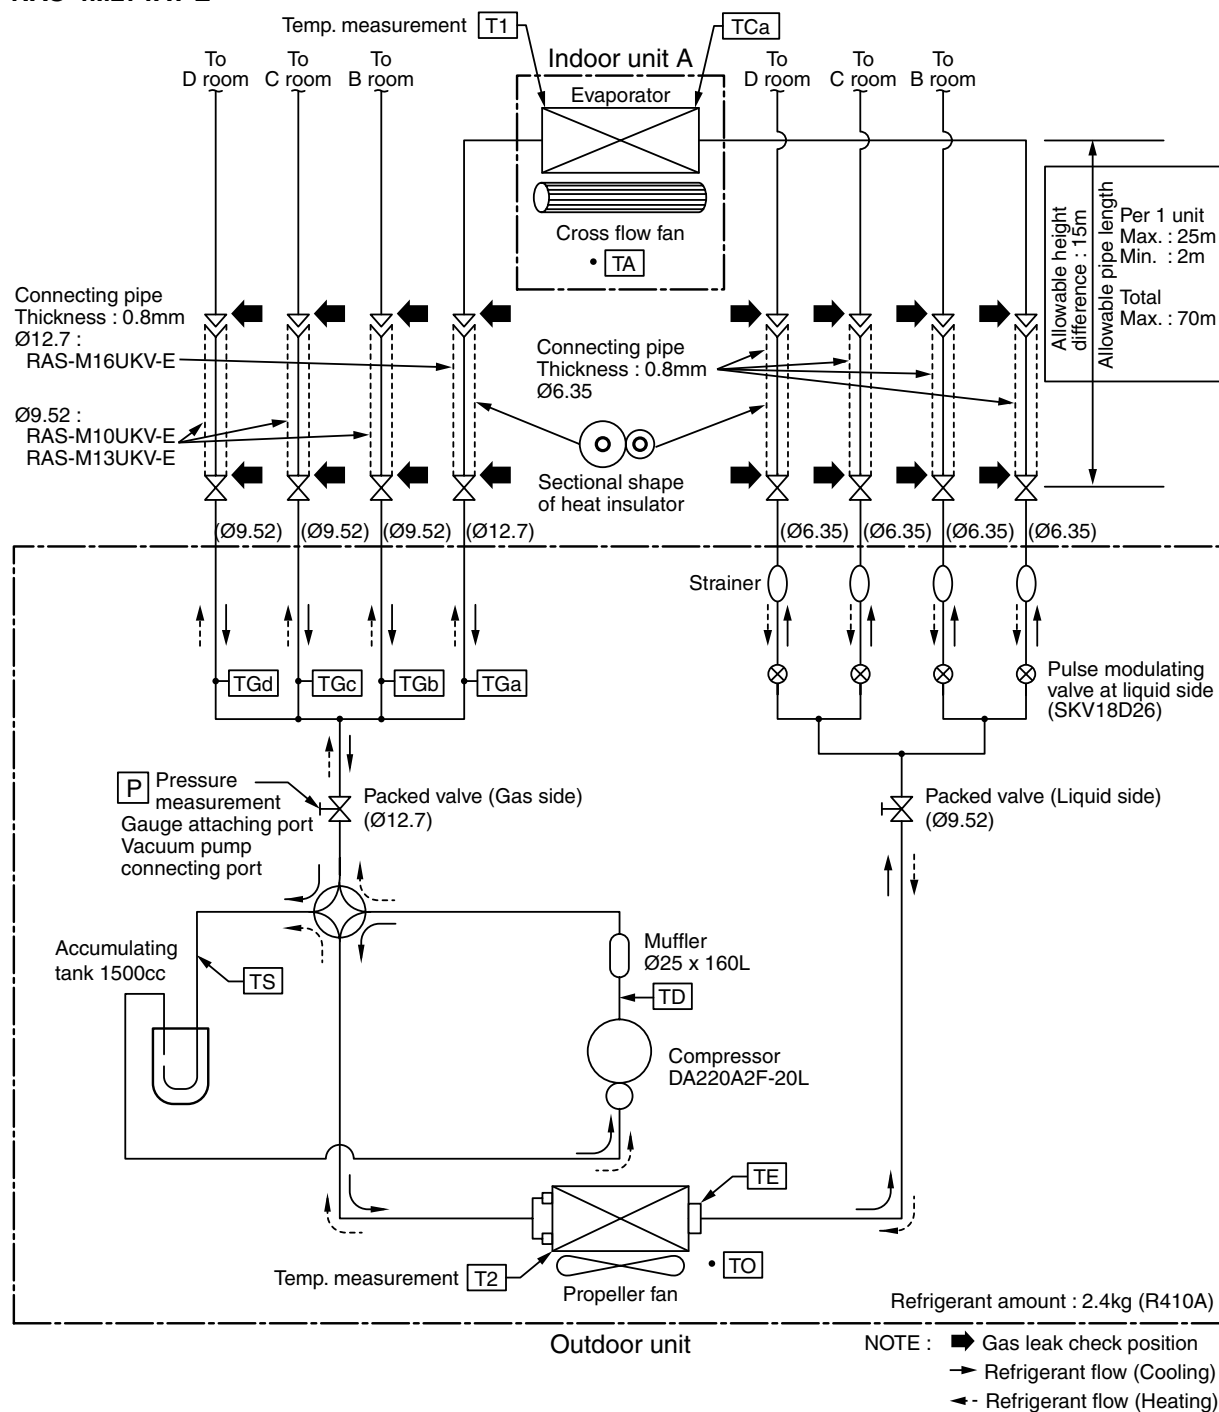 Temp. measurement T1
TCa
To
D room
To
C room
To
B room
Indoor unit A
To
D room
To
C room
To
B room
Evaporator
Cross flow fan
• TA
Allowable height
difference : 15m
Allowable pipe length
Per 1 unit
Max. : 25m
Min. : 2m
Total
Max. : 70m
Connecting pipe
Thickness : 0.8mm
Ø12.7 :
RAS-M16UKV-E
Ø9.52 :
RAS-M10UKV-E
RAS-M13UKV-E
Connecting pipe
Thickness : 0.8mm
Ø6.35
Sectional shape
of heat insulator
(Ø9.52) (Ø9.52) (Ø9.52) (Ø12.7)
(Ø6.35) (Ø6.35) (Ø6.35) (Ø6.35)
Strainer
TGd
TGc
TGb
TGa
Pulse modulating
valve at liquid side
(SKV18D26)
P Pressure
measurement
Gauge attaching port
Vacuum pump
connecting port
Packed valve (Gas side)
(Ø12.7)
Packed valve (Liquid side)
(Ø9.52)
Accumulating
tank 1500cc
TS
Muffler
Ø25 x 160L
TD
Compressor
DA220A2F-20L
TE
Temp. measurement T2
• TO
Propeller fan
Refrigerant amount : 2.4kg (R410A)
Outdoor unit
NOTE : Gas leak check position
Refrigerant flow (Cooling)
Refrigerant flow (Heating)